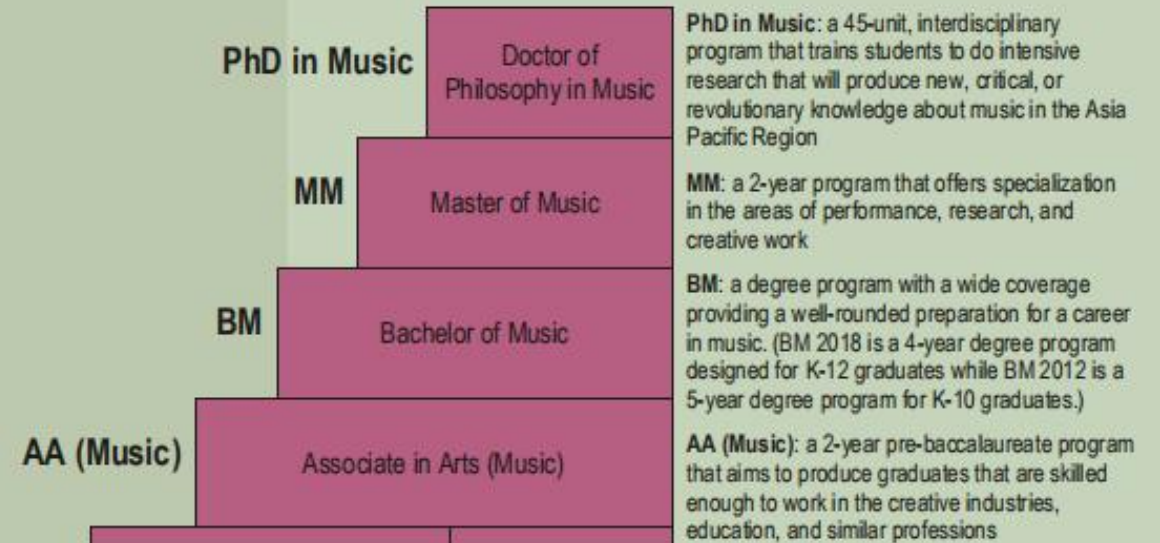 PhD in Music
Doctor of
Philosophy in Music
PhD in Music: a 45-unit, interdisciplinary
program that trains students to do intensive
research that will produce new, critical, or
revolutionary knowledge about music in the Asia
Pacific Region
MM
Master of Music
MM: a 2-year program that offers specialization
in the areas of performance, research, and
creative work
BM
Bachelor of Music
BM: a degree program with a wide coverage
providing a well-rounded preparation for a career
in music. (BM 2018 is a 4-year degree program
designed for K-12 graduates while BM 2012 is a
5-year degree program for K-10 graduates.)
AA (Music)
Associate in Arts (Music)
AA (Music): a 2-year pre-baccalaureate program
that aims to produce graduates that are skilled
enough to work in the creative industries,
education, and similar professions